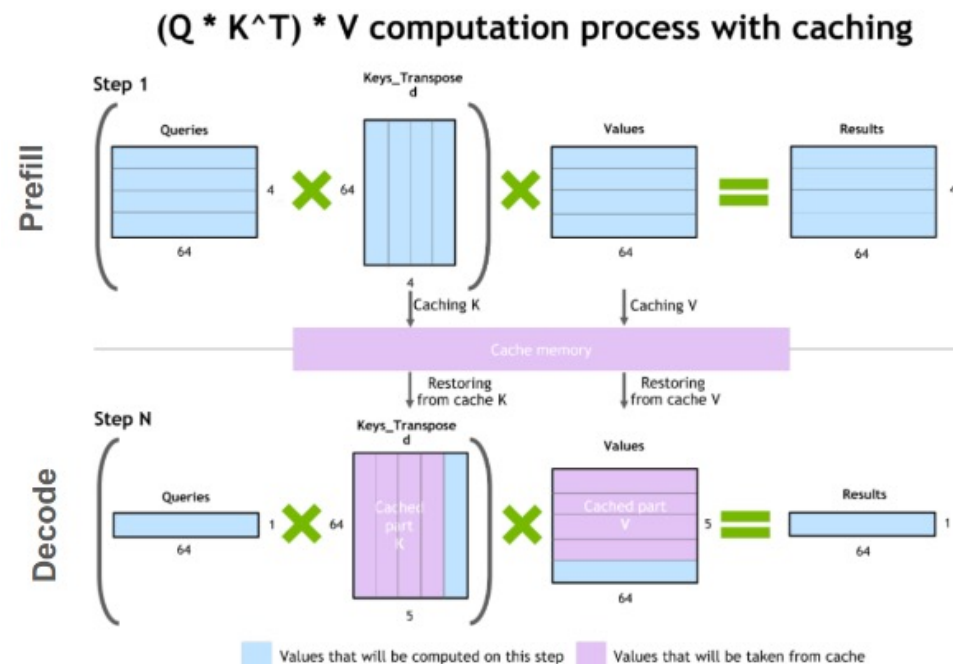 (Q * K^T) * V computation process with caching
Prefill
Step 1
Queries
4
64
64
Keys_Transpose
d
4
Values
64
Results
4
64
Caching K
Caching V
Cache memory
Restoring
from cache K
Restoring
from cache V
Decode
Step N
Queries
1
64
64
Keys_Transpose
d
Cached
part
K
5
Values
Cached part
V
5
64
Results
1
64
Values that will be computed on this step
Values that will be taken from cache